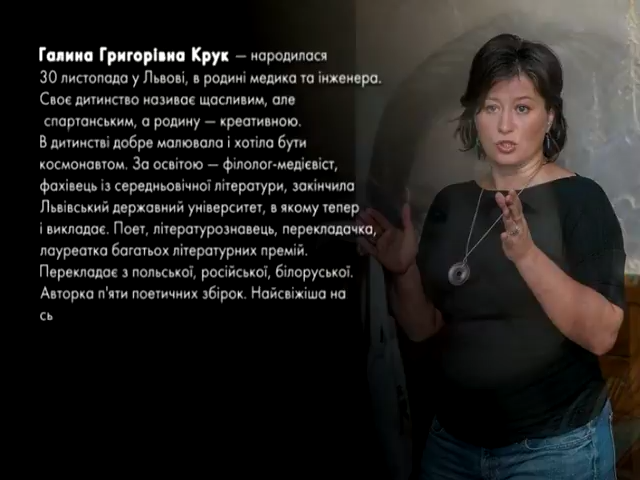 Галина Григорівна Крук — народилася
30 листопада у Львові, в родині медика та інженера.
Своє дитинство називає щасливим, але
спартанським, а родину — креативною.
В дитинстві добре малювала і хотіла бути
космонавтом. За освітою — філолог-медієвіст,
фахівець із середньовічної літератури, закінчила
Львівський державний університет, в якому тепер
і викладає. Поет, літературознавець, перекладачка,
лауреатка багатьох літературних премій.
Перекладає з польської, російської, білоруської.
Авторка п'яти поетичних збірок. Найсвіжіша на
сь